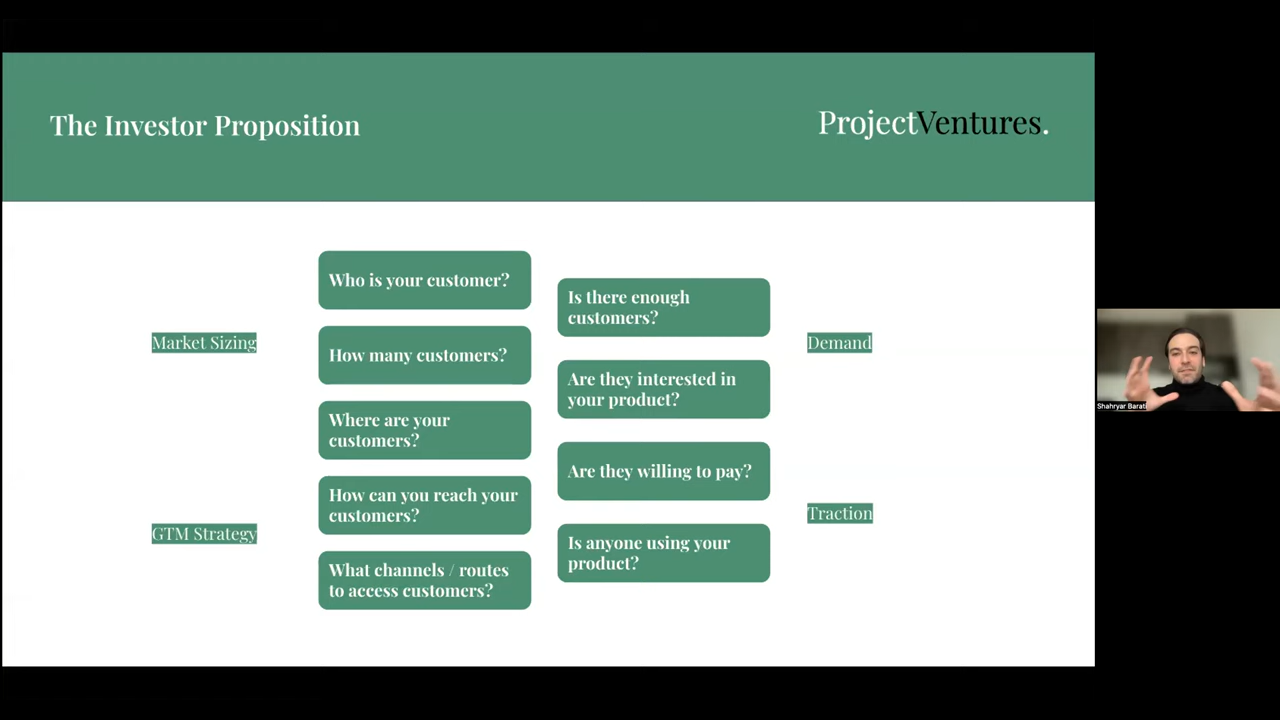 The Investor Proposition
ProjectVentures.
Market Sizing
GTM Strategy
Who is your customer?
How many customers?
Where are your
customers?
How can you reach your
customers?
What channels / routes
to access customers?
Is there enough
customers?
Are they interested in
your product?
Are they willing to pay?
Is anyone using your
product?
Demand
Traction
Shahryar Barati